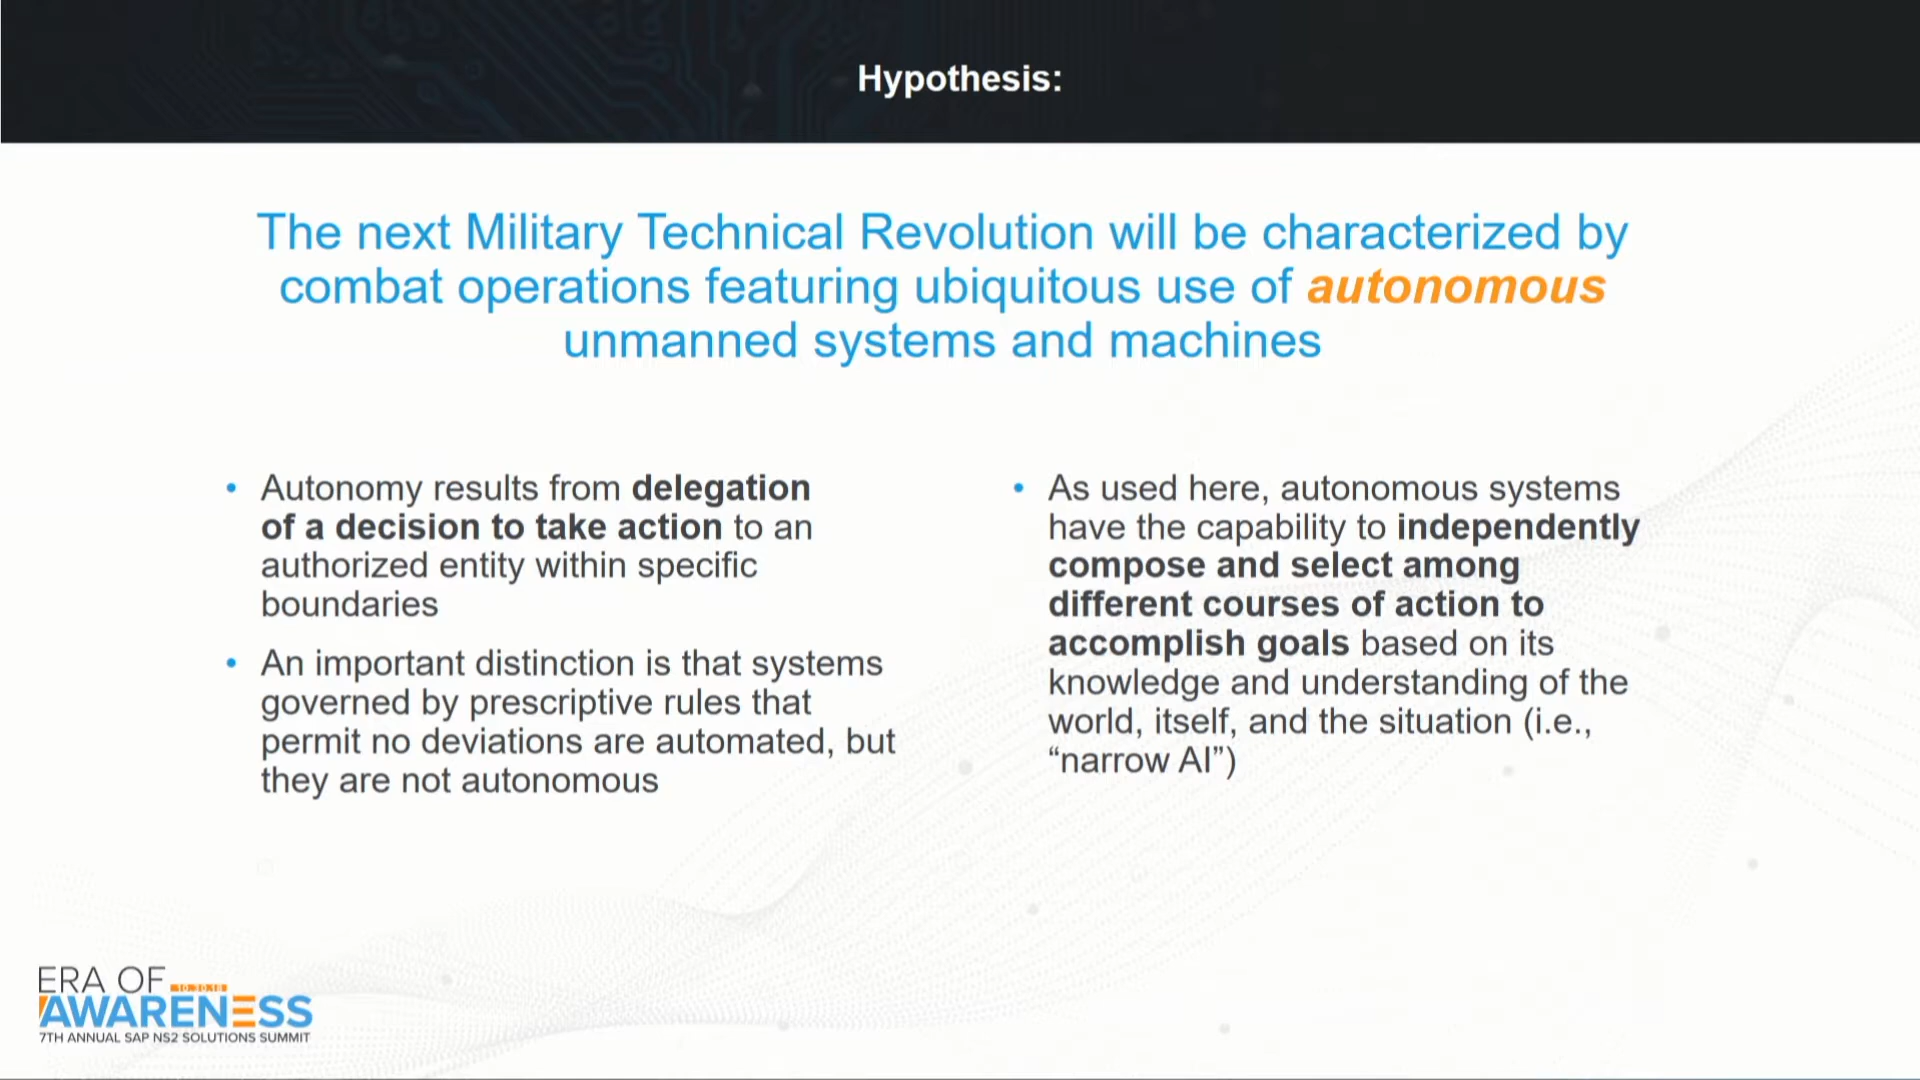 Hypothesis:
The next Military Technical Revolution will be characterized by
combat operations featuring ubiquitous use of autonomous
unmanned systems and machines
• Autonomy results from delegation
of a decision to take action to an
authorized entity within specific
boundaries
• An important distinction is that systems
governed by prescriptive rules that
permit no deviations are automated, but
they are not autonomous
• As used here, autonomous systems
have the capability to independently
compose and select among
different courses of action to
accomplish goals based on its
knowledge and understanding of the
world, itself, and the situation (i.e.,
“narrow AI”)
ERA OF
10.30.18
AWARENESS
7TH ANNUAL SAP NS2 SOLUTIONS SUMMIT